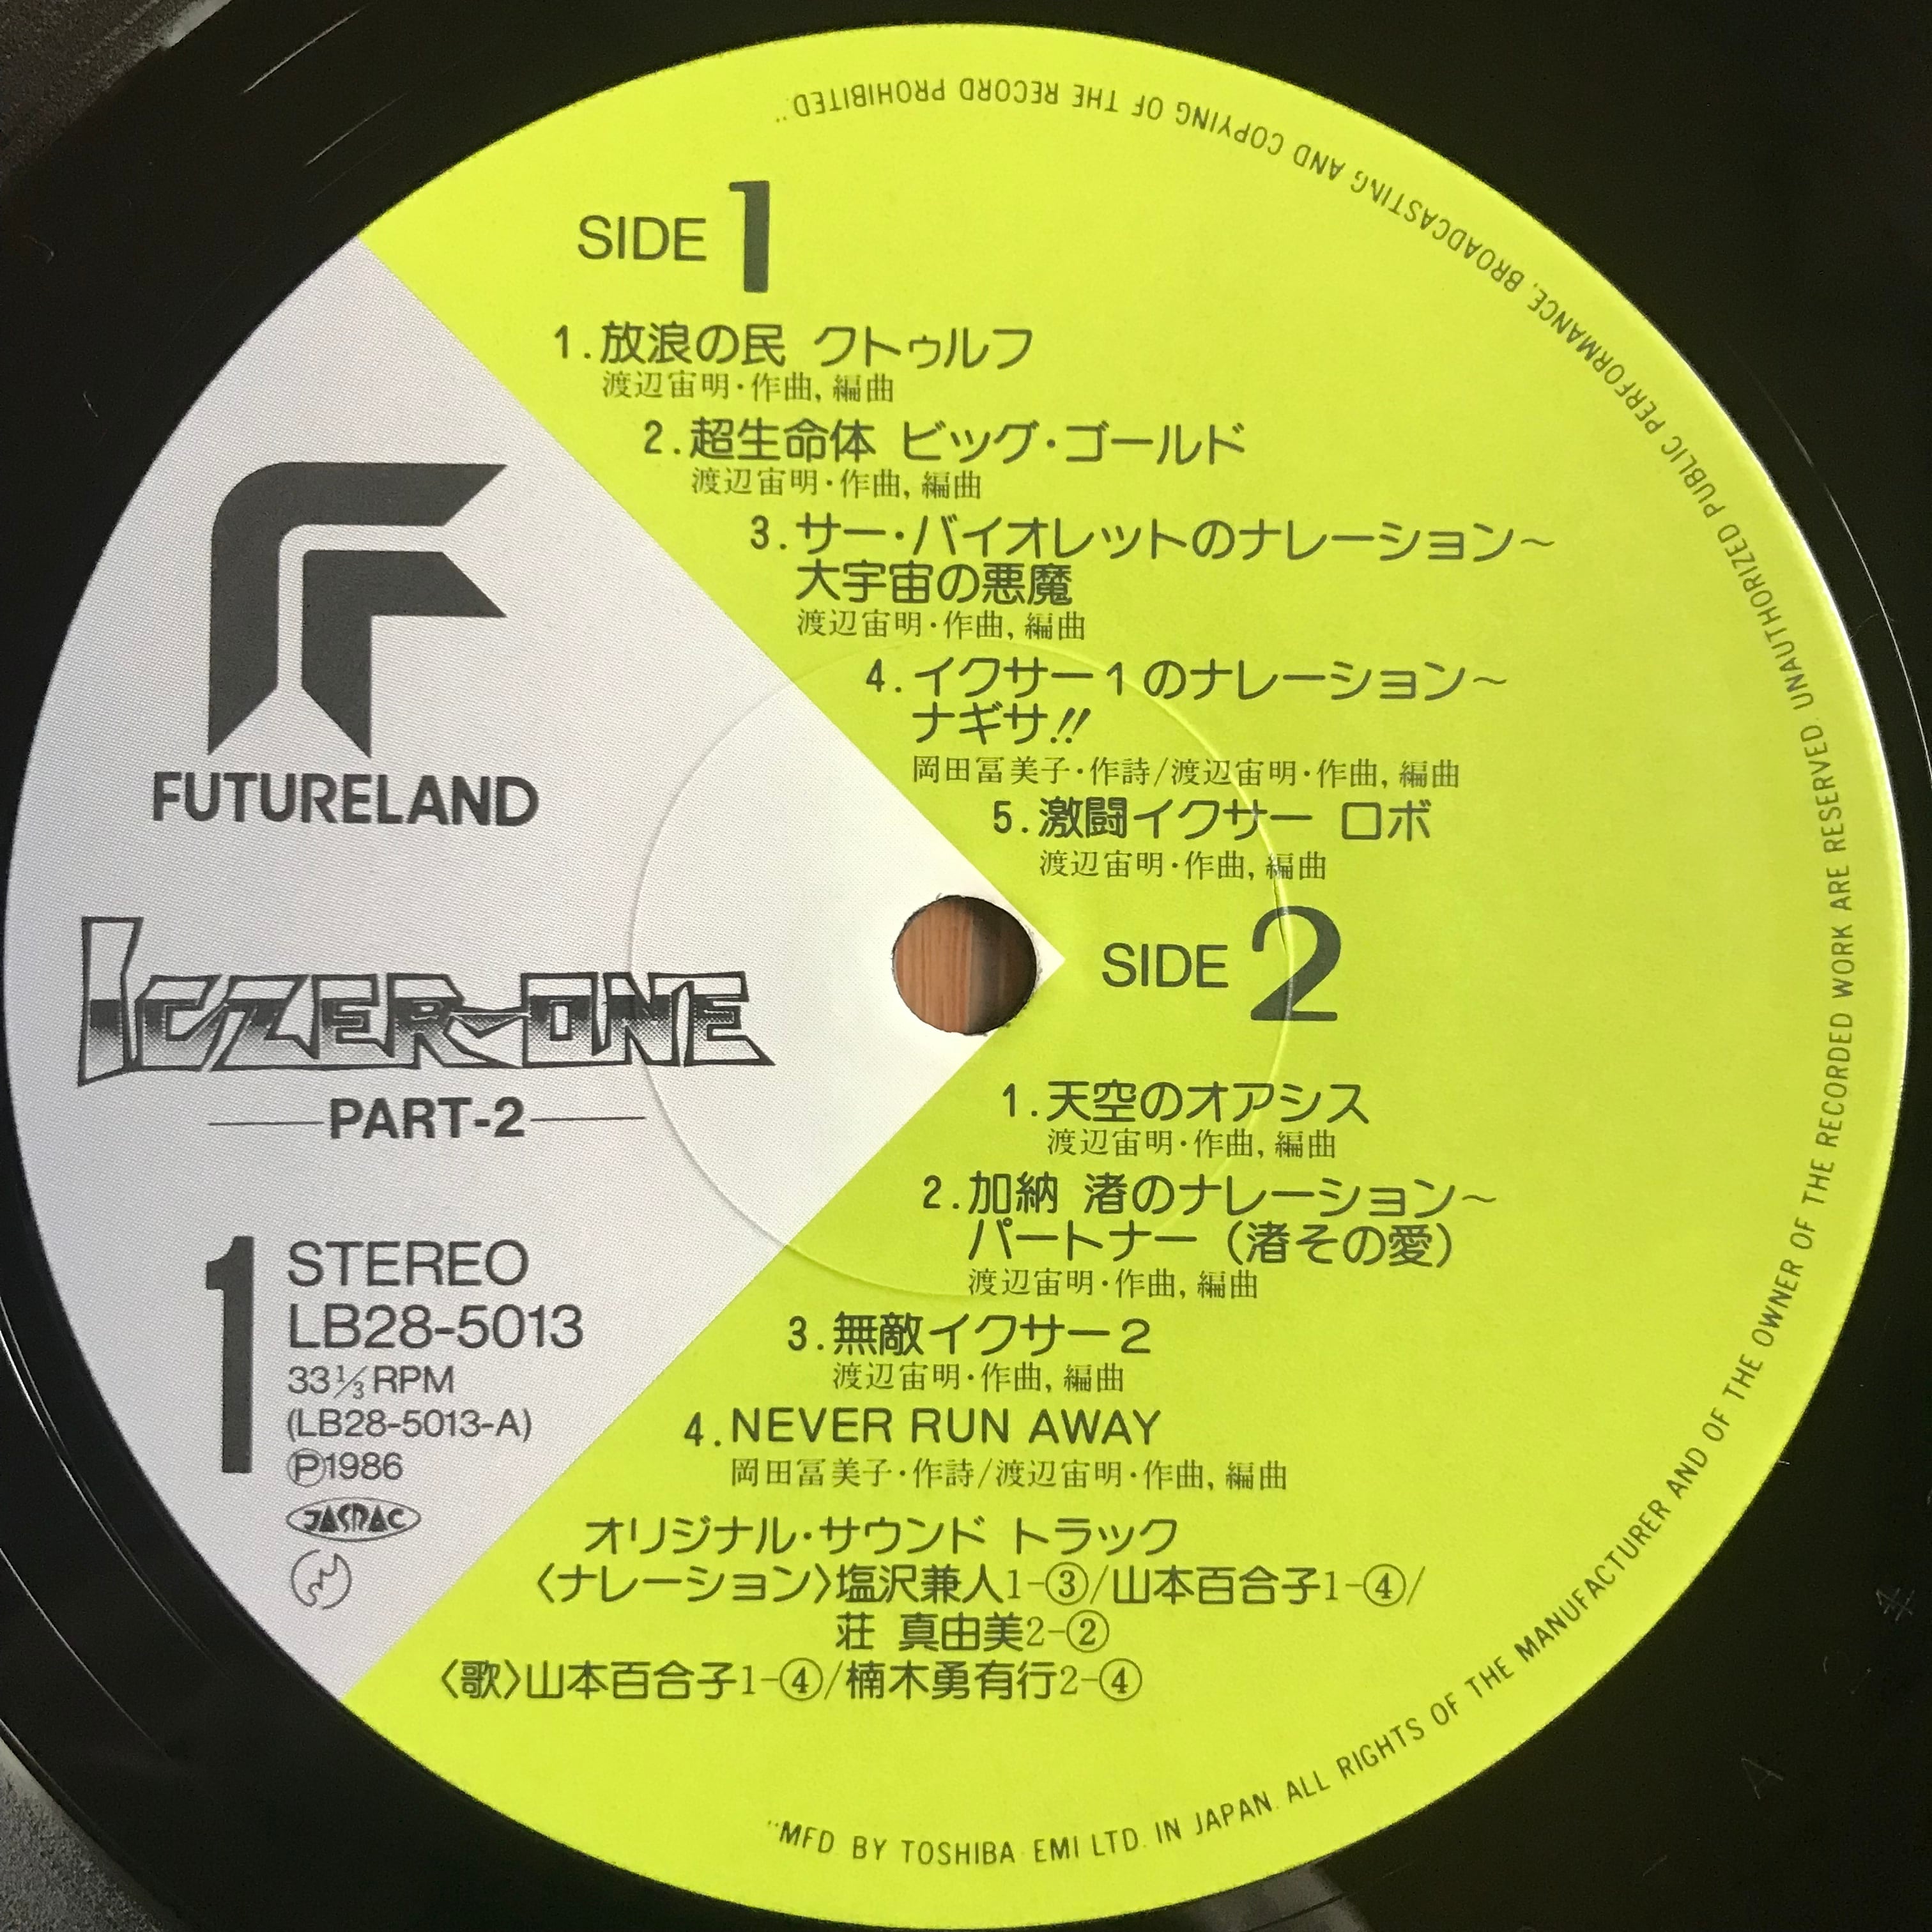 SIDE 1
1.放浪の民 クトゥルフ
渡辺宙明・作曲, 編曲
2.超生命体 ビッグ・ゴールド
渡辺宙明・作曲, 編曲
3.サー・バイオレットのナレーション〜
大宇宙の悪魔
渡辺宙明・作曲, 編曲
4.イクサー1のナレーション〜
ナギサ!!
岡田冨美子・作詩/渡辺宙明・作曲, 編曲
5.激闘イクサー ロボ
渡辺宙明・作曲, 編曲
FUTURELAND
ICZER-ONE
PART-2
1
STEREO
LB28-5013
33⅓RPM
(LB28-5013-A)
Ⓟ1986
JASRAC
SIDE 2
1.天空のオアシス
渡辺宙明・作曲, 編曲
2.加納 渚のナレーション〜
パートナー(渚その愛)
渡辺宙明・作曲, 編曲
3.無敵イクサー2
渡辺宙明・作曲, 編曲
4.NEVER RUN AWAY
岡田冨美子・作詩/渡辺宙明・作曲, 編曲
オリジナル・サウンド トラック
〈ナレーション〉塩沢兼人1-③/山本百合子1-④/
荘 真由美2-②
〈歌〉山本百合子1-④/楠木勇有行2-④
"MFD BY TOSHIBA EMI LTD. IN JAPAN. ALL RIGHTS OF THE MANUFACTURER AND OF THE OWNER OF THE RECORDED WORK ARE RESERVED. UNAUTHORIZED PUBLIC PERFORMANCE, BROADCASTING AND COPYING OF THE RECORD PROHIBITED."